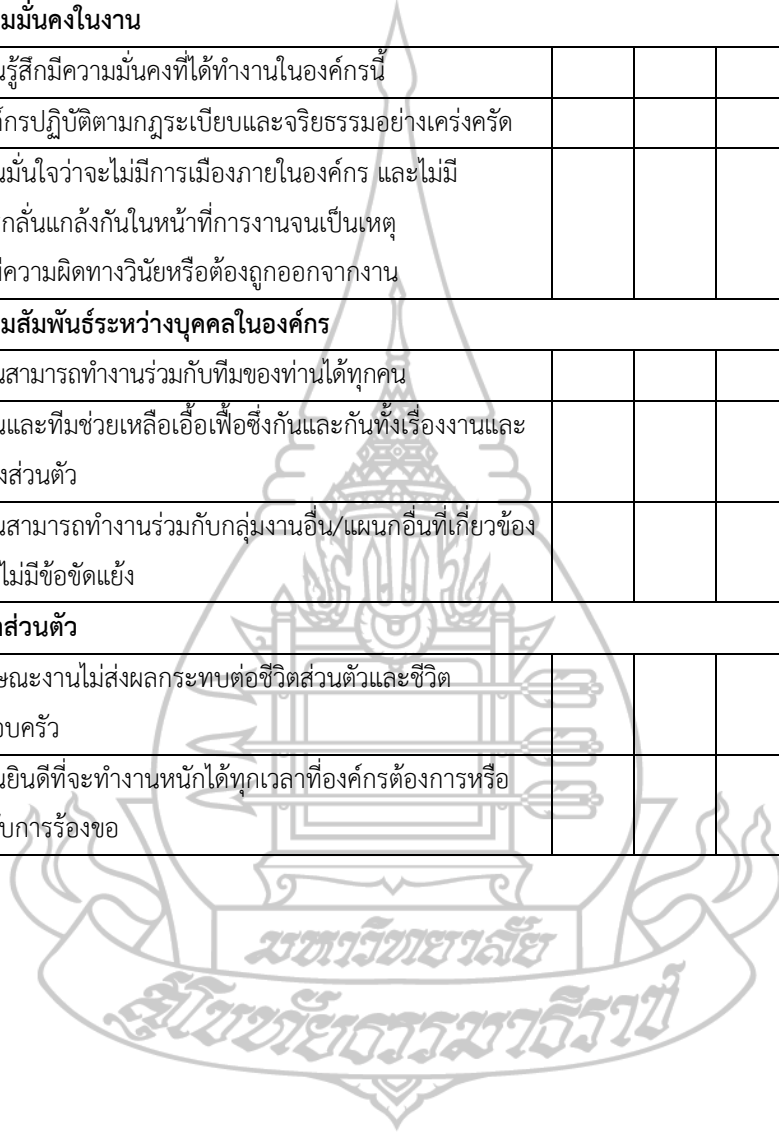 มมั่นคงในงาน
นรู้สึกมีความมั่นคงที่ได้ทำงานในองค์กรนี้
ค์กรปฏิบัติตามกฎระเบียบและจริยธรรมอย่างเคร่งครัด
นมั่นใจว่าจะไม่มีการเมืองภายในองค์กร และไม่มี
รกลั่นแกล้งกันในหน้าที่การงานจนเป็นเหตุ
มีความผิดทางวินัยหรือต้องถูกออกจากงาน
มสัมพันธ์ระหว่างบุคคลในองค์กร
นสามารถทำงานร่วมกับทีมของท่านได้ทุกคน
นและทีมช่วยเหลือเอื้อเฟื้อซึ่งกันและกันทั้งเรื่องงานและ
งส่วนตัว
นสามารถทำงานร่วมกับกลุ่มงานอื่น/แผนกอื่นที่เกี่ยวข้อง
ไม่มีข้อขัดแย้ง
ตส่วนตัว
ษณะงานไม่ส่งผลกระทบต่อชีวิตส่วนตัวและชีวิต
อบครัว
นยินดีที่จะทำงานหนักได้ทุกเวลาที่องค์กรต้องการหรือ
ับการร้องขอ
มหาวิทยาลัย
สุโขทัยธรรมาธิราช